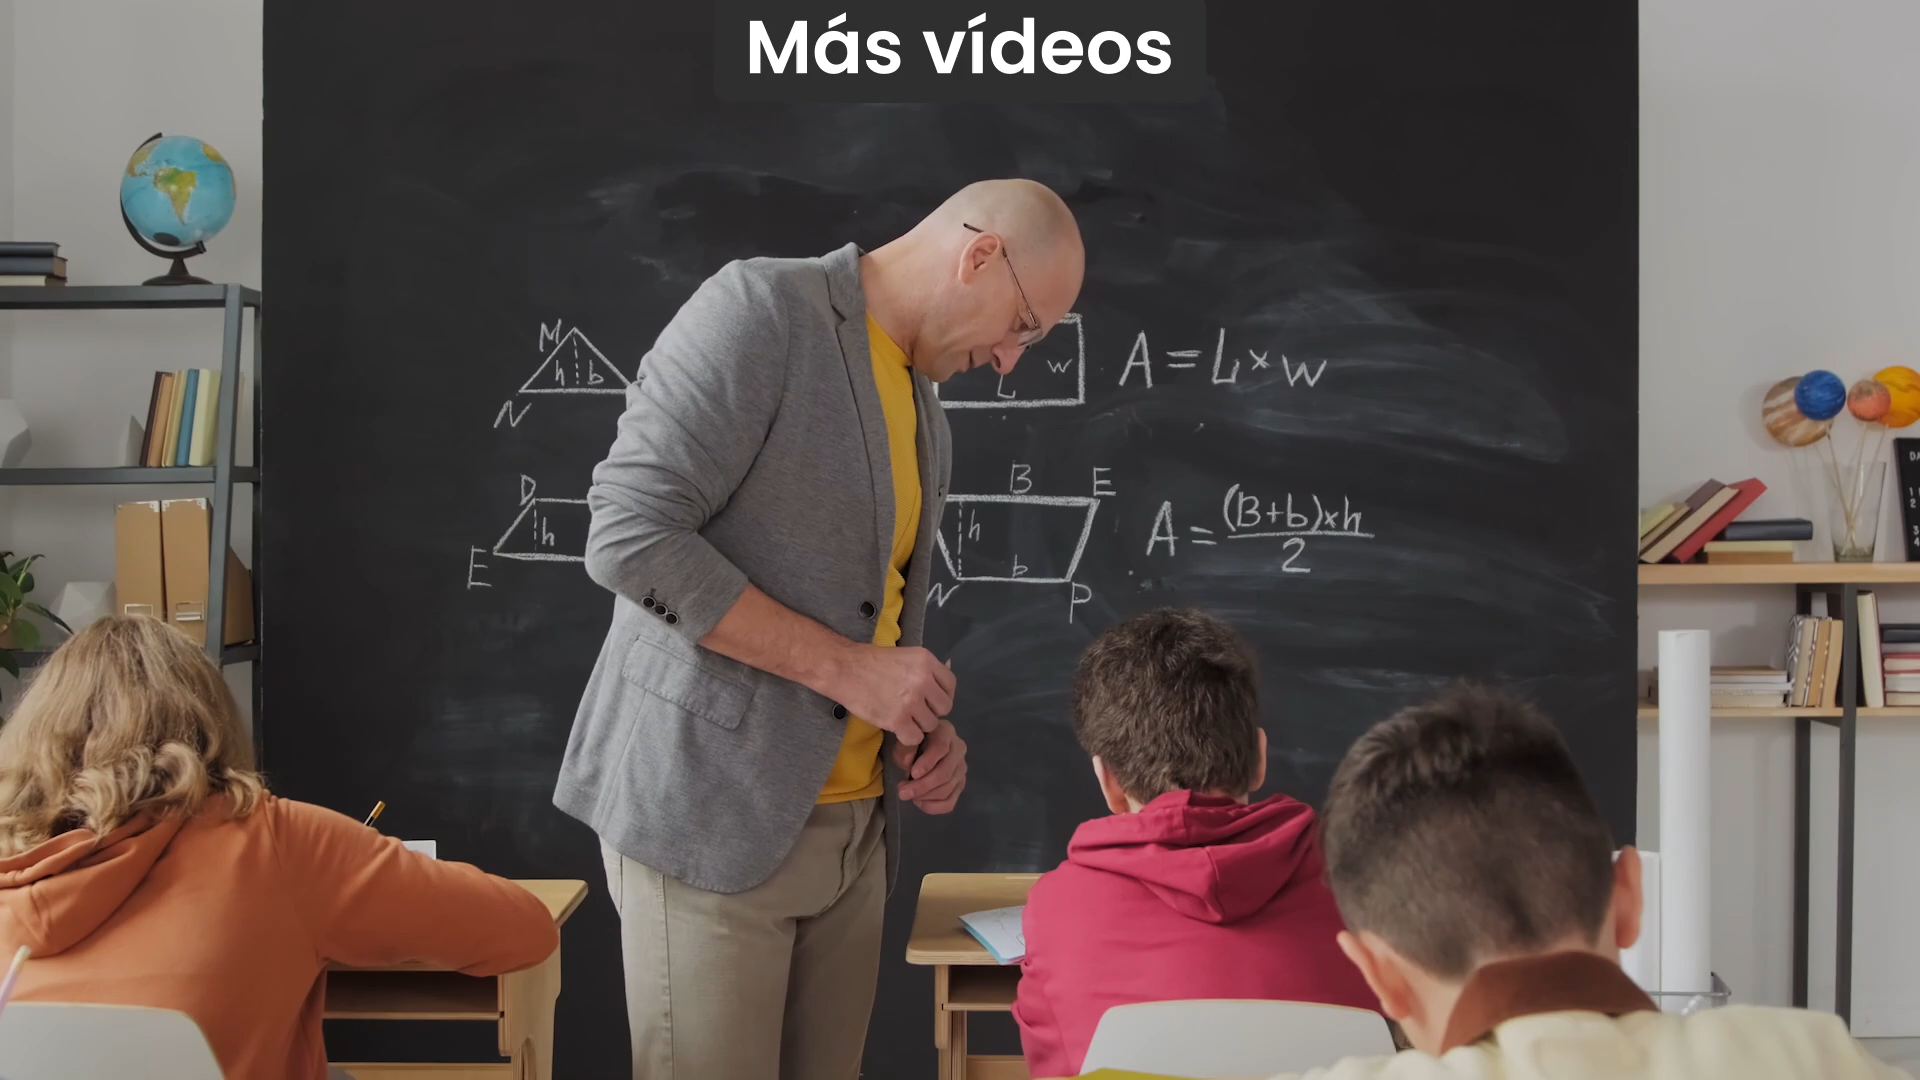 Más vídeos
M
h b
N
w
L
A = L × w
D
h
E
B E
h
b
N P
A = (B+b)×h
2